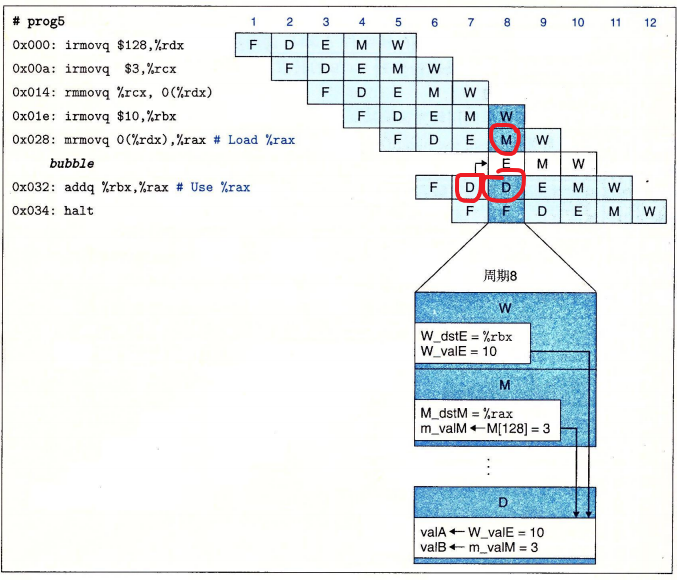 # prog5 1 2 3 4 5 6 7 8 9 10 11 12
0x000: irmovq $128,%rdx F D E M W
0x00a: irmovq $3,%rcx F D E M W
0x014: rmmovq %rcx, 0(%rdx) F D E M W
0x01e: irmovq $10,%rbx F D E M W
0x028: mrmovq 0(%rdx),%rax # Load %rax F D E M W
bubble E M W
0x032: addq %rbx,%rax # Use %rax F D D E M W
0x034: halt F F D E M W
周期8
W
W_dstE = %rbx
W_valE = 10
M
M_dstM = %rax
m_valM ← M[128] = 3
⋮
D
valA ← W_valE = 10
valB ← m_valM = 3